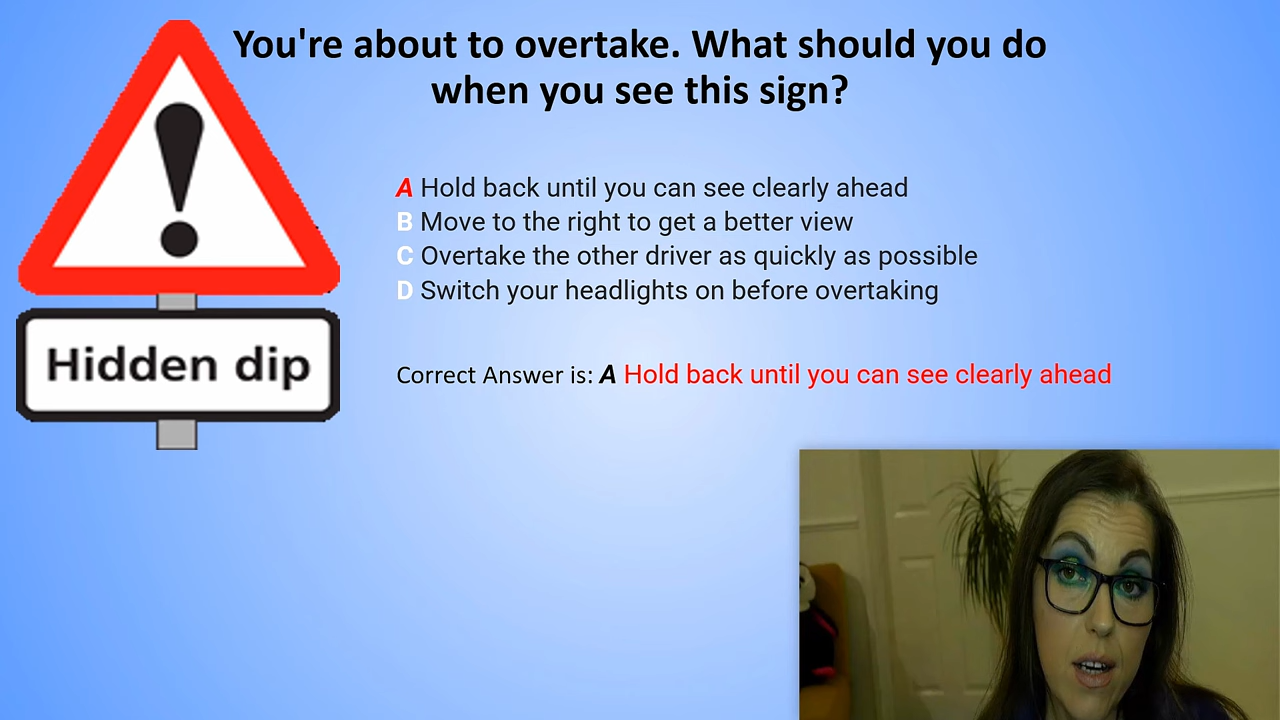 You're about to overtake. What should you do
when you see this sign?
A Hold back until you can see clearly ahead
B Move to the right to get a better view
C Overtake the other driver as quickly as possible
D Switch your headlights on before overtaking
Hidden dip
Correct Answer is: A Hold back until you can see clearly ahead